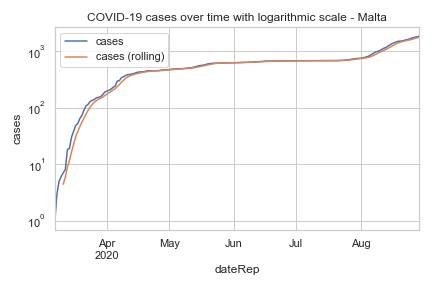 COVID-19 cases over time with logarithmic scale - Malta
cases
cases (rolling)
10³
10²
10¹
10⁰
cases
Apr
2020
May
Jun
Jul
Aug
dateRep